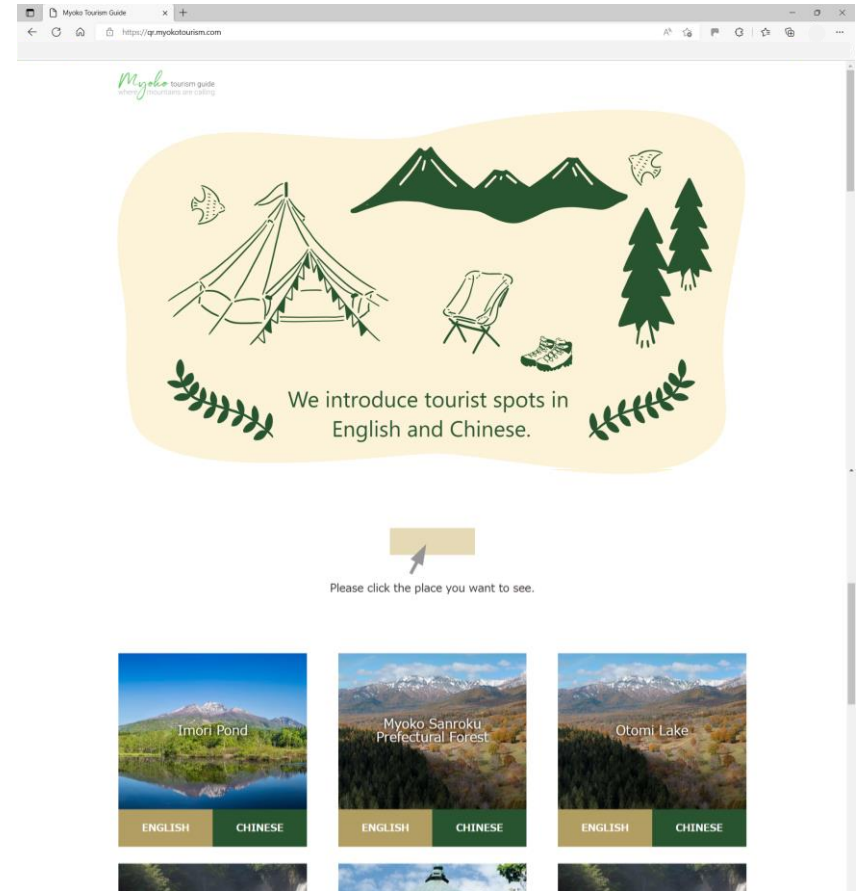 Myoko Tourism Guide
https://qr.myokotourism.com
Myoko tourism guide
where mountains are calling
We introduce tourist spots in
English and Chinese.
Please click the place you want to see.
Imori Pond
ENGLISH CHINESE
Myoko Sanroku
Prefectural Forest
ENGLISH CHINESE
Otomi Lake
ENGLISH CHINESE